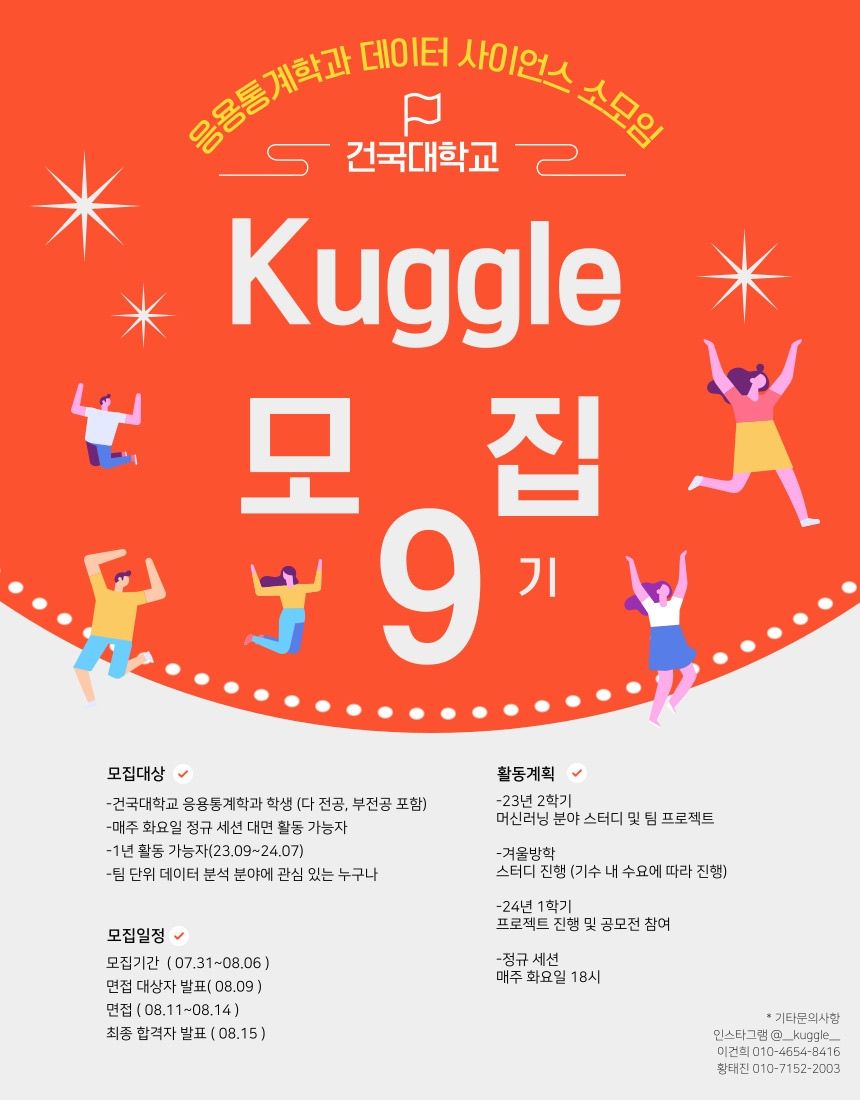 응용통계학과 데이터 사이언스 소모임
건국대학교
Kuggle
모 집
9 기
모집대상
-건국대학교 응용통계학과 학생 (다 전공, 부전공 포함)
-매주 화요일 정규 세션 대면 활동 가능자
-1년 활동 가능자(23.09~24.07)
-팀 단위 데이터 분석 분야에 관심 있는 누구나
모집일정
모집기간 ( 07.31~08.06 )
면접 대상자 발표( 08.09 )
면접 ( 08.11~08.14 )
최종 합격자 발표 ( 08.15 )
활동계획
-23년 2학기
머신러닝 분야 스터디 및 팀 프로젝트
-겨울방학
스터디 진행 (기수 내 수요에 따라 진행)
-24년 1학기
프로젝트 진행 및 공모전 참여
-정규 세션
매주 화요일 18시
* 기타문의사항
인스타그램 @__kuggle__
이건희 010-4654-8416
황태진 010-7152-2003